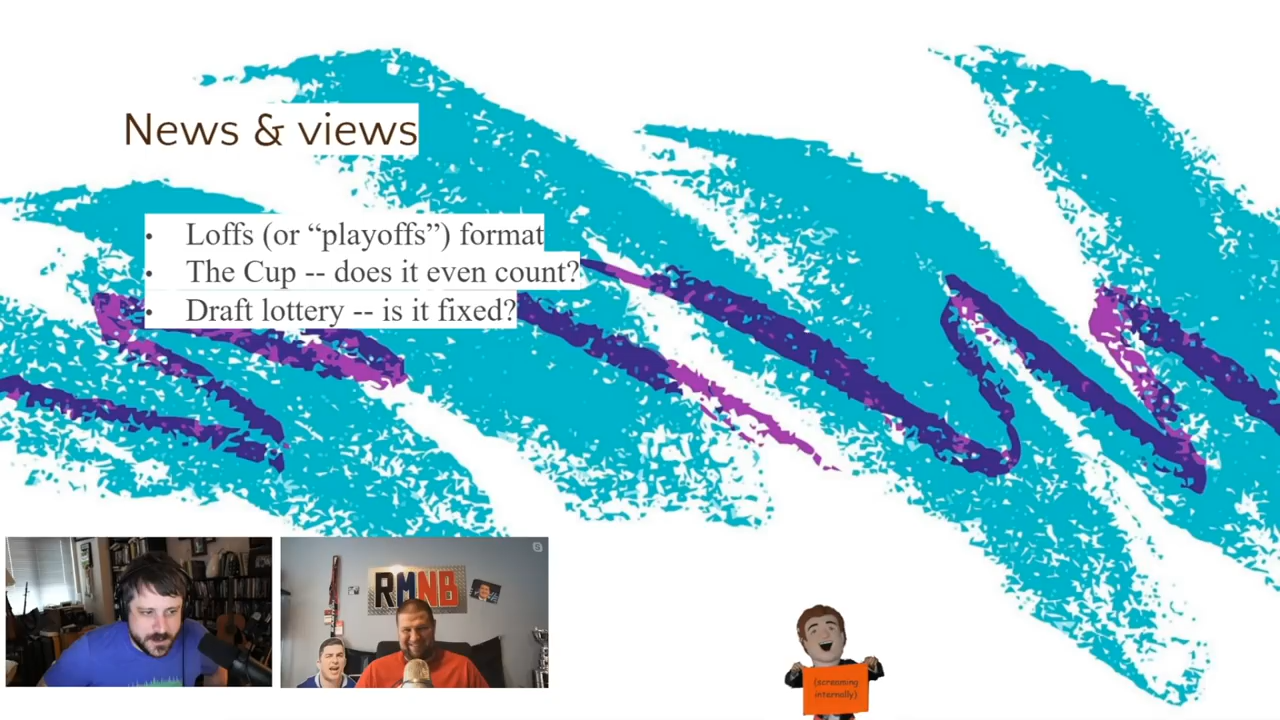 News & views
• Loffs (or “playoffs”) format
• The Cup -- does it even count?
• Draft lottery -- is it fixed?
RMNB
(screaming
internally)